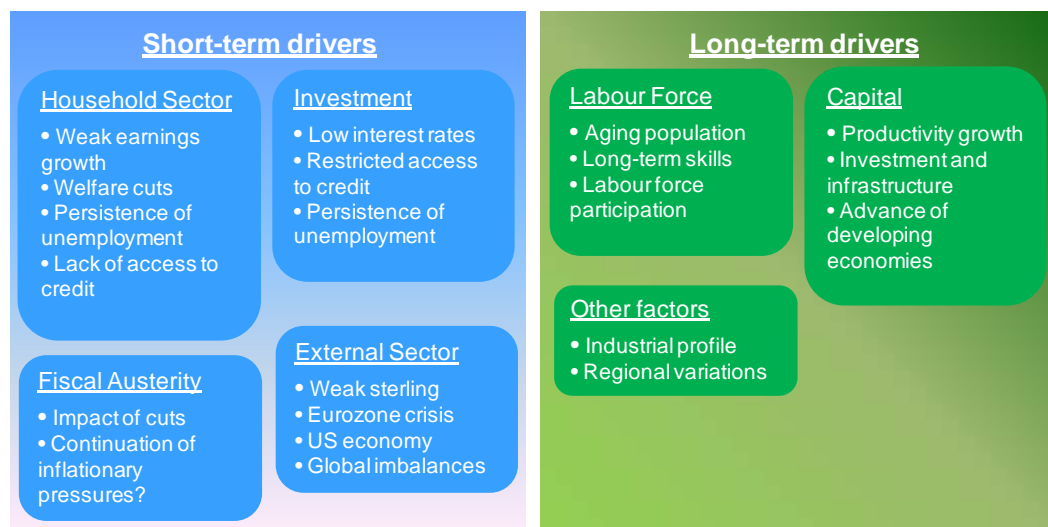 Short-term drivers
Household Sector
• Weak earnings
growth
• Welfare cuts
• Persistence of
unemployment
• Lack of access to
credit
Investment
• Low interest rates
• Restricted access
to credit
• Persistence of
unemployment
Fiscal Austerity
• Impact of cuts
• Continuation of
inflationary
pressures?
External Sector
• Weak sterling
• Eurozone crisis
• US economy
• Global imbalances
Long-term drivers
Labour Force
• Aging population
• Long-term skills
• Labour force
participation
Capital
• Productivity growth
• Investment and
infrastructure
• Advance of
developing
economies
Other factors
• Industrial profile
• Regional variations